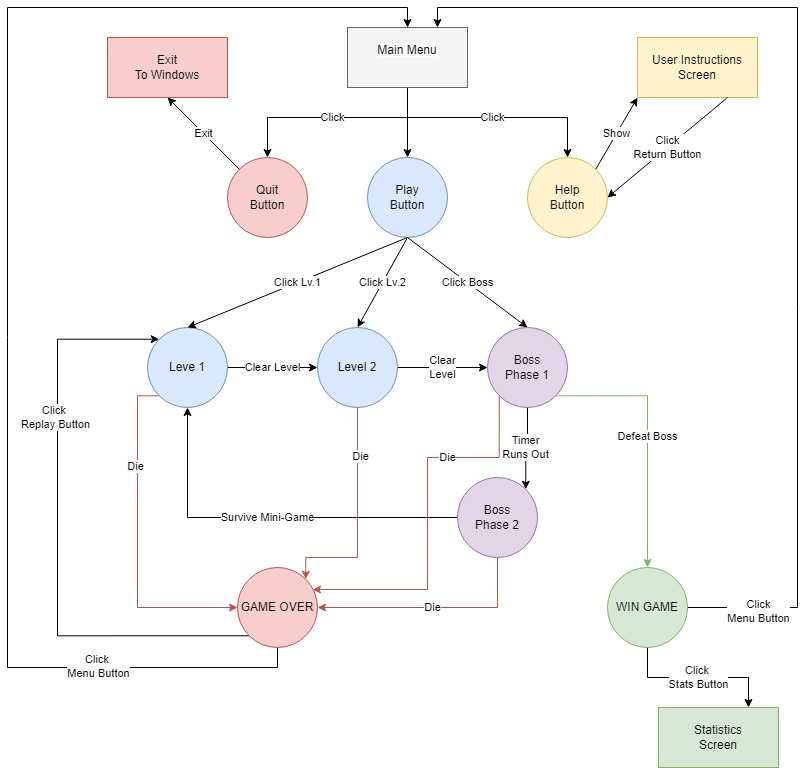 Main Menu
Exit
To Windows
User Instructions
Screen
Click
Click
Exit
Show
Click
Return Button
Quit
Button
Play
Button
Help
Button
Click Lv.1
Click Lv.2
Click Boss
Leve 1
Clear Level
Level 2
Clear
Level
Boss
Phase 1
Click
Replay Button
Die
Die
Die
Timer
Runs Out
Defeat Boss
Survive Mini-Game
Boss
Phase 2
GAME OVER
Die
WIN GAME
Click
Menu Button
Click
Menu Button
Click
Stats Button
Statistics
Screen